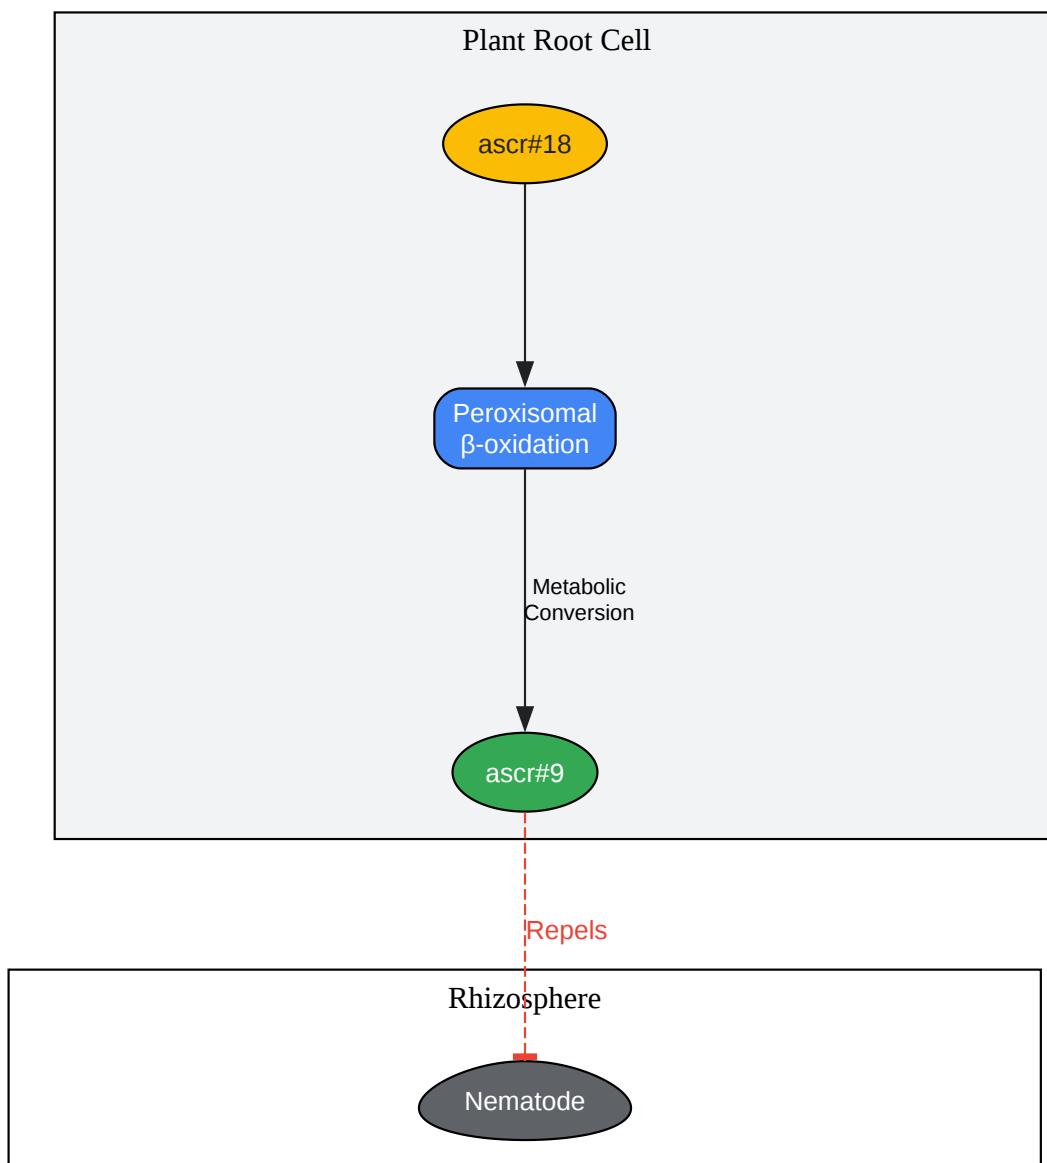 Plant Root Cell
ascr#18
Peroxisomal
β-oxidation
Metabolic
Conversion
ascr#9
Repels
Rhizosphere
Nematode